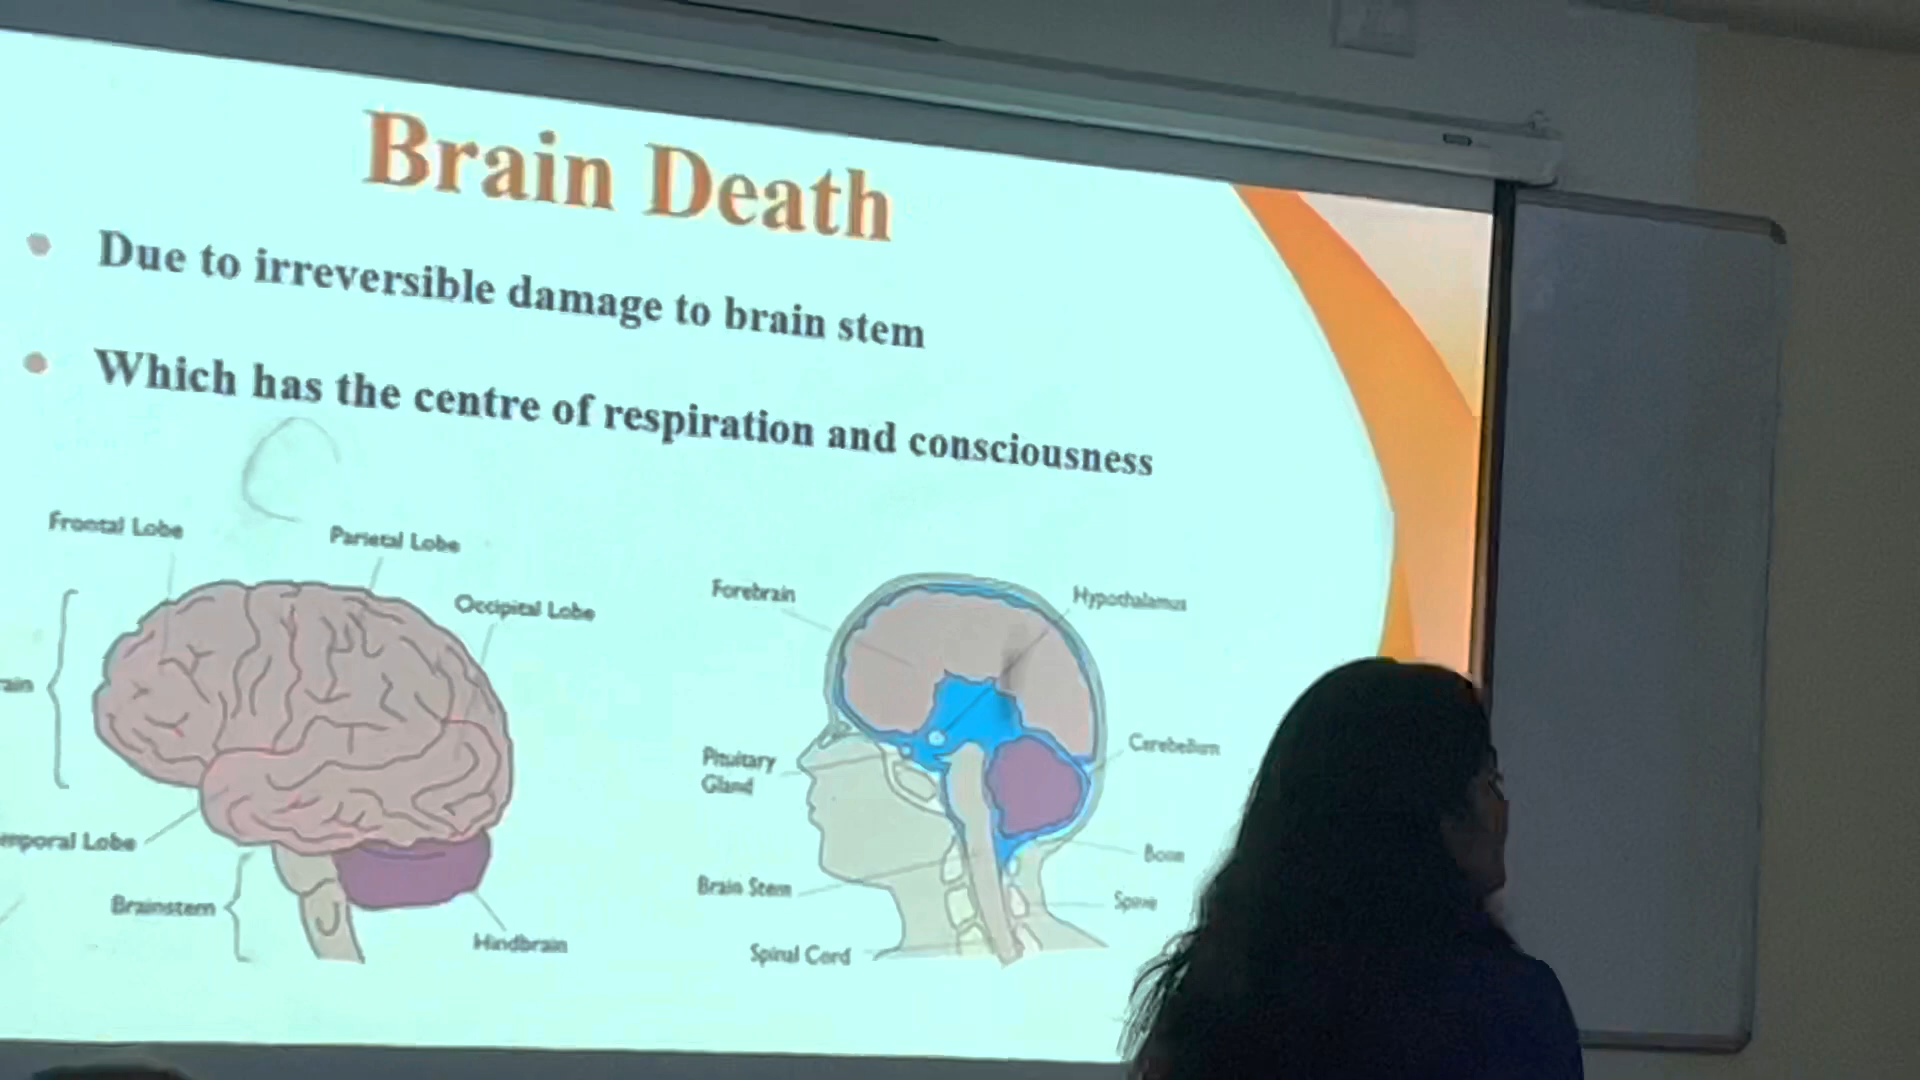 Brain Death
Due to irreversible damage to brain stem
Which has the centre of respiration and consciousness
Frontal Lobe
Parietal Lobe
Occipital Lobe
Lobe
Brainstem
Hindbrain
Forebrain
Hypothalamus
Pituitary
Gland
Cerebellum
Brain Stem
Spinal Cord
Spine